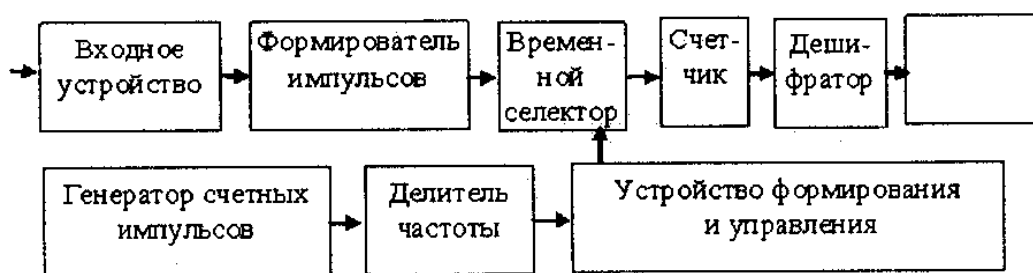 Входное
устройство
Формирователь
импульсов
Времен-
ной
селектор
Счет-
чик
Деши-
фратор
Генератор счетных
импульсов
Делитель
частоты
Устройство формирования
и управления